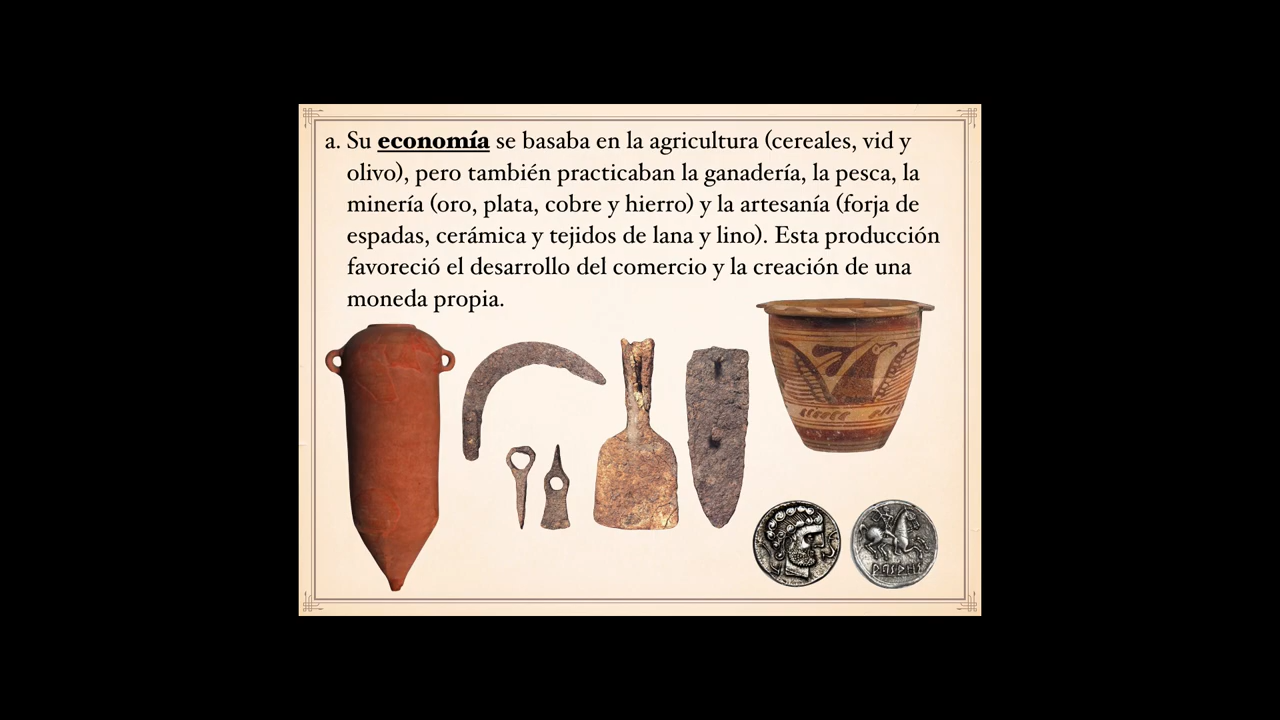 a. Su economía se basaba en la agricultura (cereales, vid y
olivo), pero también practicaban la ganadería, la pesca, la
minería (oro, plata, cobre y hierro) y la artesanía (forja de
espadas, cerámica y tejidos de lana y lino). Esta producción
favoreció el desarrollo del comercio y la creación de una
moneda propia.